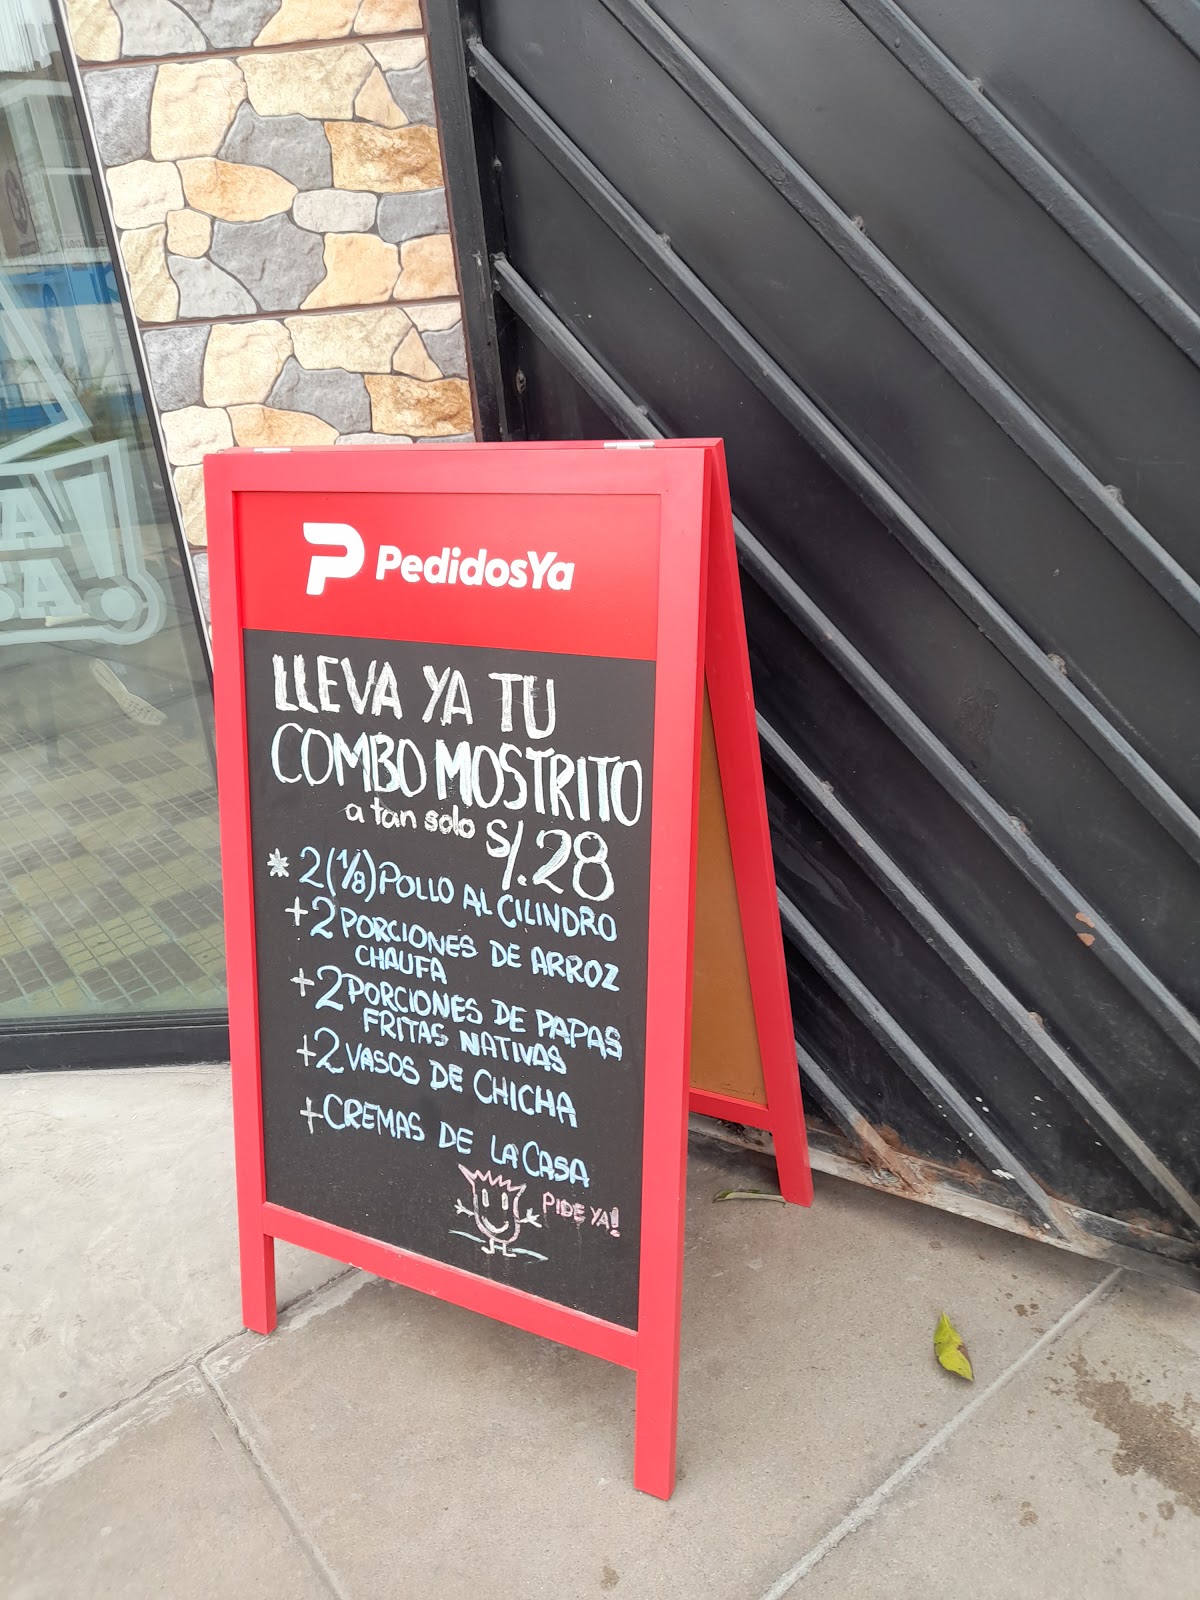 PedidosYa
LLEVA YA TU
COMBO MOSTRITO
a tan solo S/.28
* 2(1/8) POLLO AL CILINDRO
+2 PORCIONES DE ARROZ
CHAUFA
+2 PORCIONES DE PAPAS
FRITAS NATIVAS
+2 VASOS DE CHICHA
+CREMAS DE LA CASA
PIDE YA!